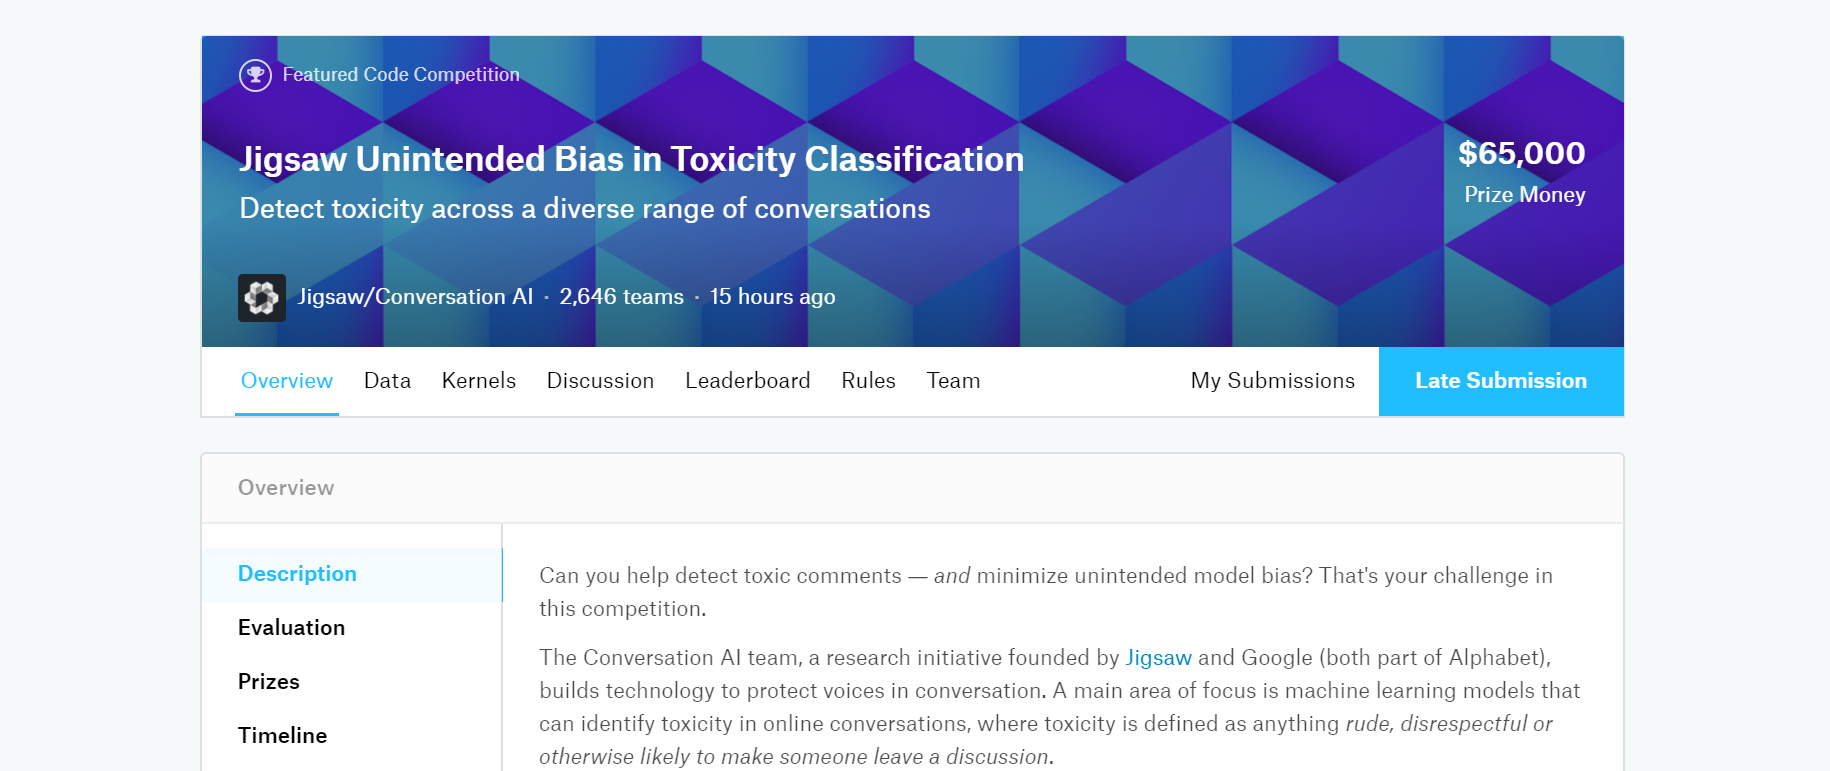 Featured Code Competition
Jigsaw Unintended Bias in Toxicity Classification
Detect toxicity across a diverse range of conversations
$65,000
Prize Money
Jigsaw/Conversation AI · 2,646 teams · 15 hours ago
Overview Data Kernels Discussion Leaderboard Rules Team My Submissions Late Submission
Overview
Description
Evaluation
Prizes
Timeline
Can you help detect toxic comments — and minimize unintended model bias? That's your challenge in
this competition.
The Conversation AI team, a research initiative founded by Jigsaw and Google (both part of Alphabet),
builds technology to protect voices in conversation. A main area of focus is machine learning models that
can identify toxicity in online conversations, where toxicity is defined as anything rude, disrespectful or
otherwise likely to make someone leave a discussion.